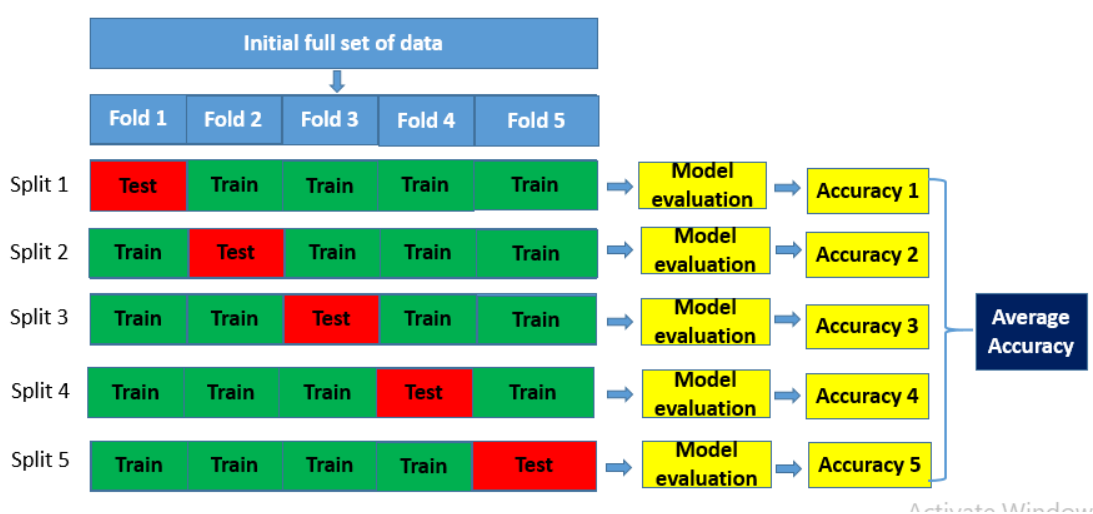 Initial full set of data
Fold 1 Fold 2 Fold 3 Fold 4 Fold 5
Split 1 Test Train Train Train Train Model evaluation Accuracy 1
Split 2 Train Test Train Train Train Model evaluation Accuracy 2
Split 3 Train Train Test Train Train Model evaluation Accuracy 3
Average Accuracy
Split 4 Train Train Train Test Train Model evaluation Accuracy 4
Split 5 Train Train Train Train Test Model evaluation Accuracy 5
Activate Window